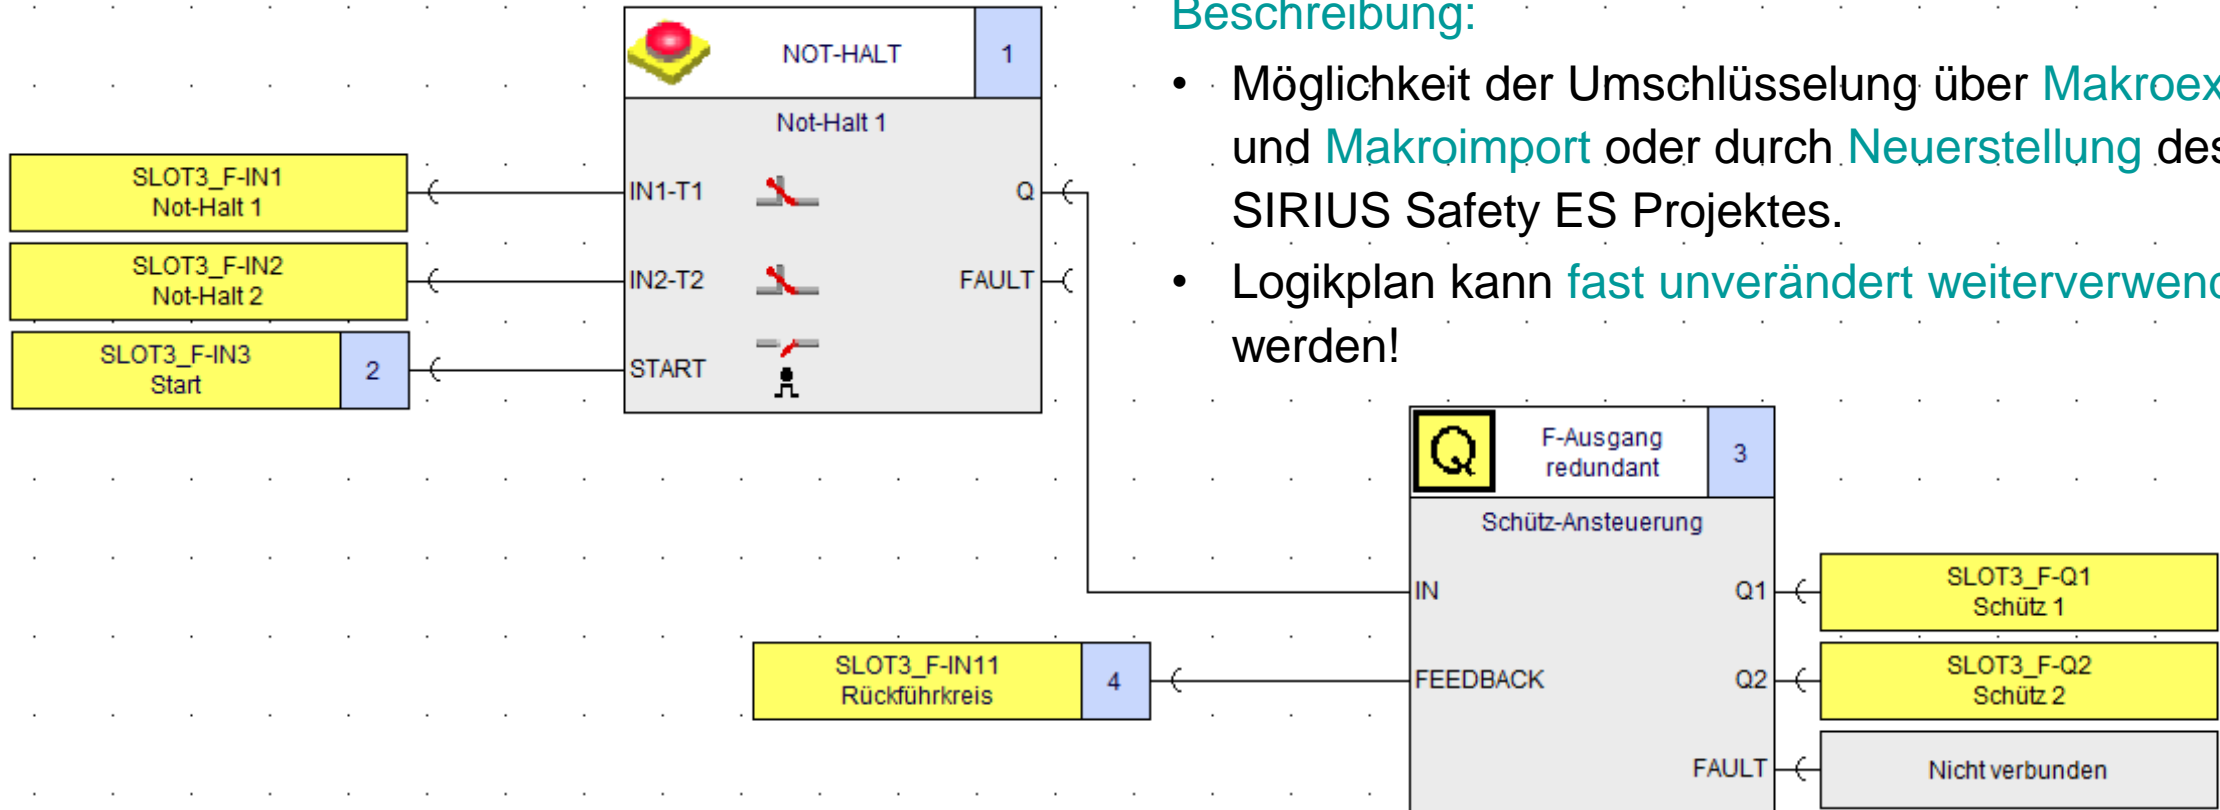 NOT-HALT
1
Not-Halt 1
SLOT3_F-IN1
Not-Halt 1
IN1-T1
Q
SLOT3_F-IN2
Not-Halt 2
IN2-T2
FAULT
SLOT3_F-IN3
Start
2
START
Beschreibung:
• Möglichkeit der Umschlüsselung über
und Makroimport oder durch Neuerstellung
SIRIUS Safety ES Projektes.
• Logikplan kann fast unverändert
werden!
Q
F-Ausgang
redundant
3
Schütz-Ansteuerung
IN
Q1
SLOT3_F-Q1
Schütz 1
SLOT3_F-IN11
Rückführkreis
4
FEEDBACK
Q2
SLOT3_F-Q2
Schütz 2
FAULT
Nicht verbunden